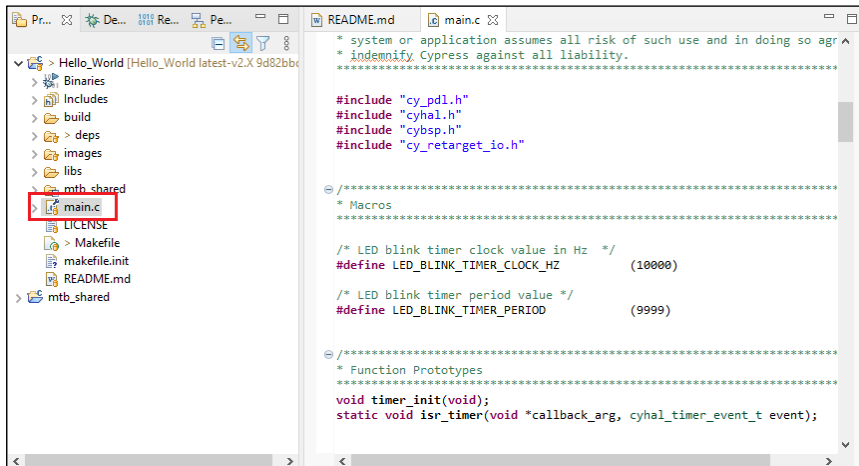 Pr...
De...
Res...
Pe...
> Hello_World [Hello_World latest-v2.X 9d82bbc
Binaries
Includes
build
> deps
images
libs
mtb_shared
main.c
LICENSE
> Makefile
makefile.init
README.md
mtb_shared
README.md
main.c
* system or application assumes all risk of such use and in doing so agr
* indemnify Cypress against all liability.
******************************************************************************
#include "cy_pdl.h"
#include "cyhal.h"
#include "cybsp.h"
#include "cy_retarget_io.h"
/******************************************************************************
* Macros
******************************************************************************
/* LED blink timer clock value in Hz  */
#define LED_BLINK_TIMER_CLOCK_HZ          (10000)
/* LED blink timer period value */
#define LED_BLINK_TIMER_PERIOD            (9999)
/******************************************************************************
* Function Prototypes
******************************************************************************
void timer_init(void);
static void isr_timer(void *callback_arg, cyhal_timer_event_t event);